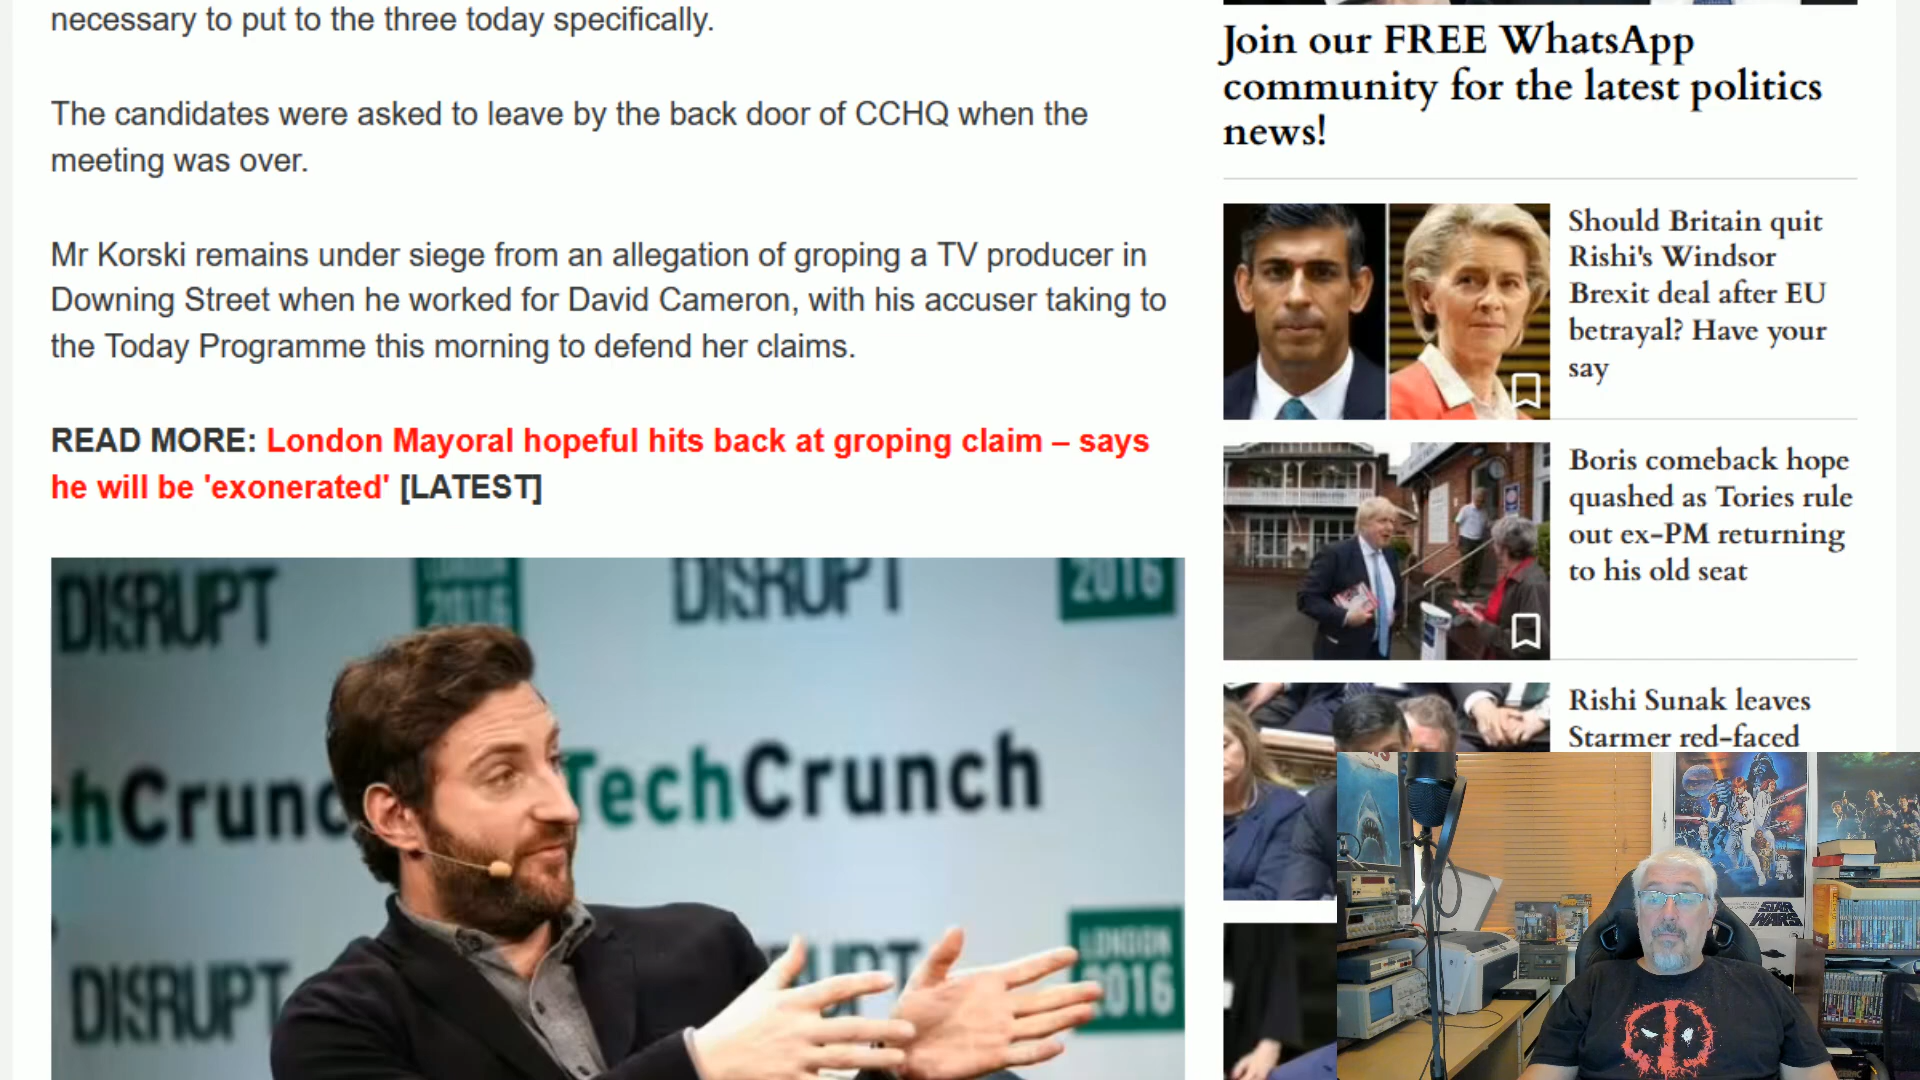 necessary to put to the three today specifically.
The candidates were asked to leave by the back door of CCHQ when the
meeting was over.
Mr Korski remains under siege from an allegation of groping a TV producer in
Downing Street when he worked for David Cameron, with his accuser taking to
the Today Programme this morning to defend her claims.
READ MORE: London Mayoral hopeful hits back at groping claim – says
he will be 'exonerated' [LATEST]
DISRUPT
LONDON
2016
DISRUPT
2016
chCrunc
TechCrunch
DISRUPT
UPT
LONDON
2016
Join our FREE WhatsApp
community for the latest politics
news!
Should Britain quit
Rishi's Windsor
Brexit deal after EU
betrayal? Have your
say
Boris comeback hope
quashed as Tories rule
out ex-PM returning
to his old seat
Rishi Sunak leaves
Starmer red-faced
STAR
WARS